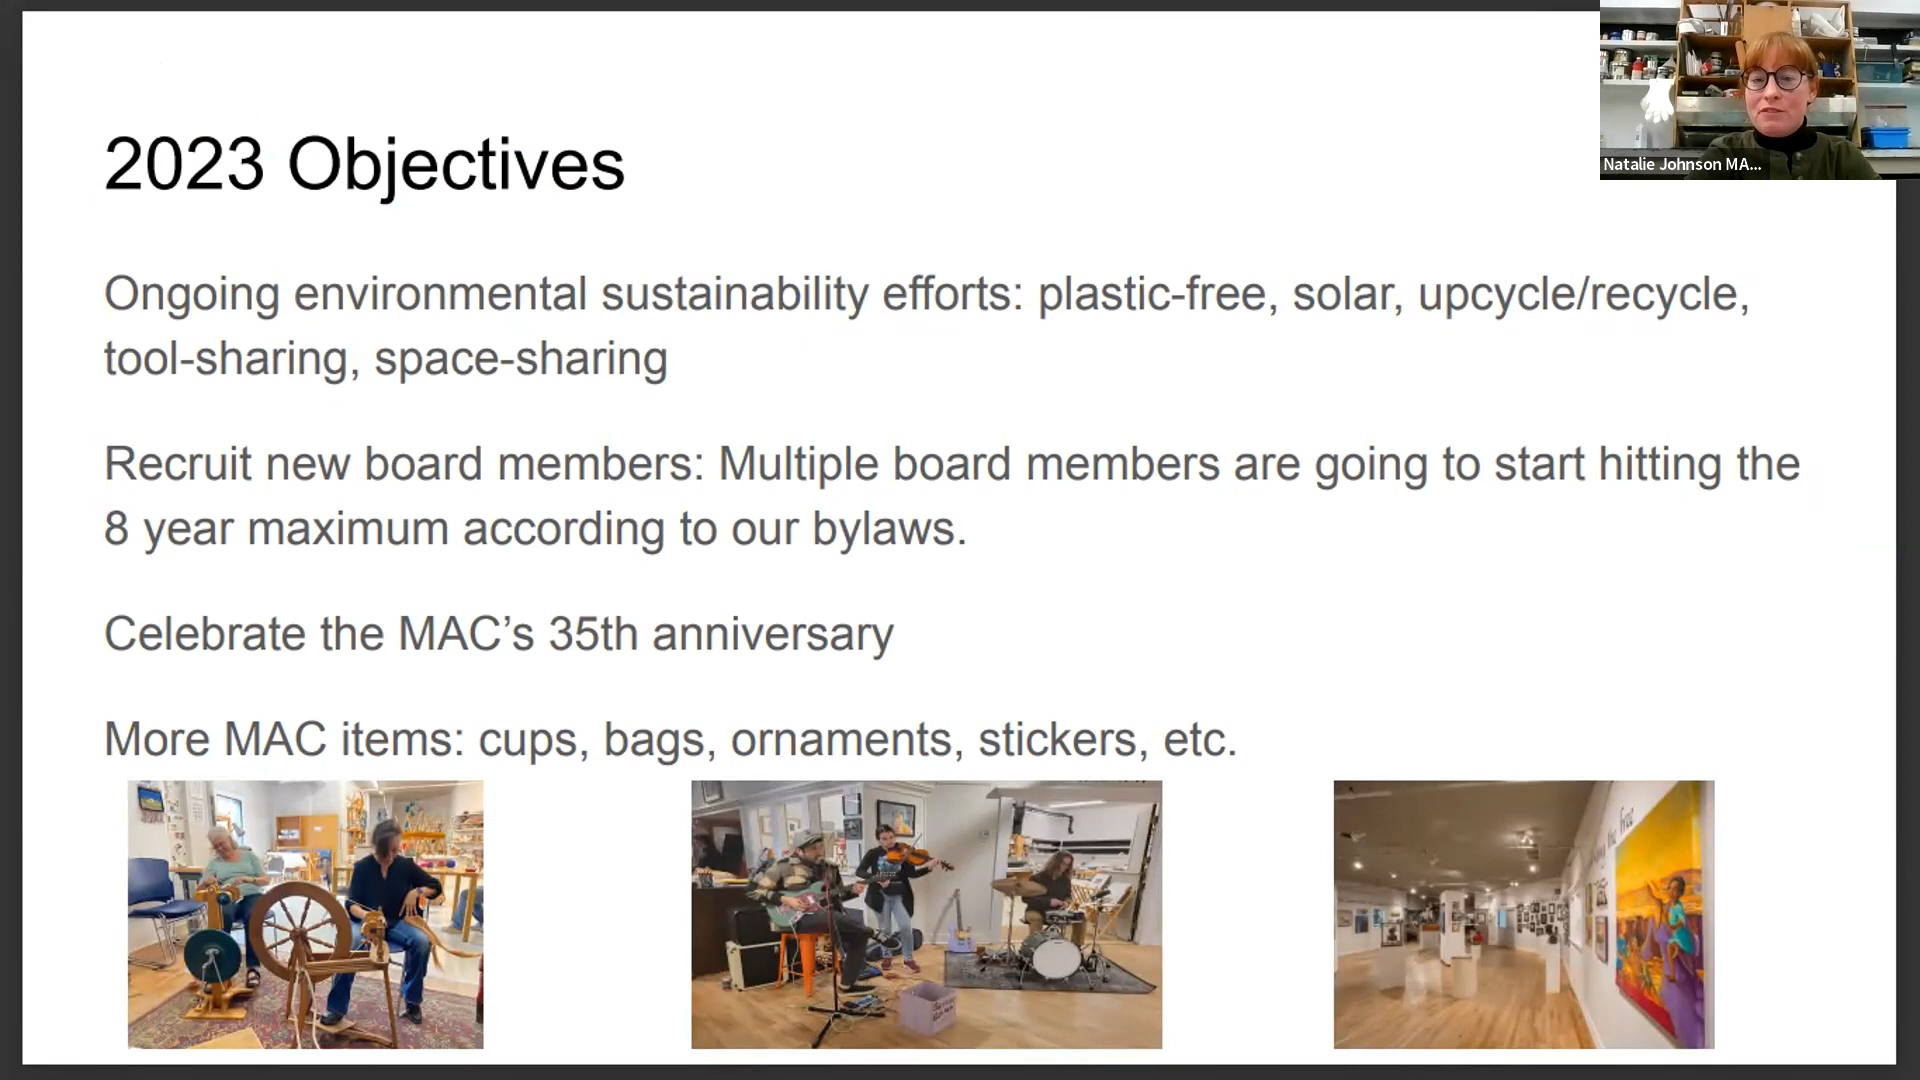 2023 Objectives
Natalie Johnson MA...
Ongoing environmental sustainability efforts: plastic-free, solar, upcycle/recycle,
tool-sharing, space-sharing
Recruit new board members: Multiple board members are going to start hitting the
8 year maximum according to our bylaws.
Celebrate the MAC’s 35th anniversary
More MAC items: cups, bags, ornaments, stickers, etc.